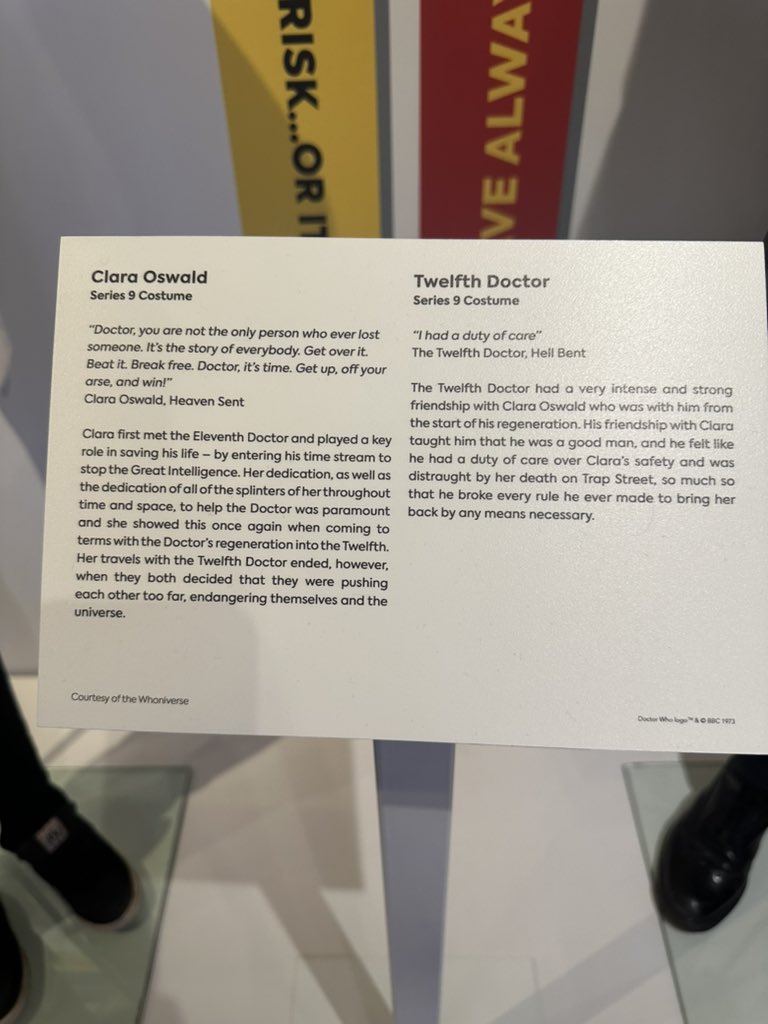 RISK...OR IT
VE ALWA
Clara Oswald
Series 9 Costume
"Doctor, you are not the only person who ever lost
someone. It's the story of everybody. Get over it.
Beat it. Break free. Doctor, it's time. Get up, off your
arse, and win!"
Clara Oswald, Heaven Sent
Clara first met the Eleventh Doctor and played a key
role in saving his life – by entering his time stream to
stop the Great Intelligence. Her dedication, as well as
the dedication of all of the splinters of her throughout
time and space, to help the Doctor was paramount
and she showed this once again when coming to
terms with the Doctor's regeneration into the Twelfth.
Her travels with the Twelfth Doctor ended, however,
when they both decided that they were pushing
each other too far, endangering themselves and the
universe.
Courtesy of the Whoniverse
Twelfth Doctor
Series 9 Costume
"I had a duty of care"
The Twelfth Doctor, Hell Bent
The Twelfth Doctor had a very intense and strong
friendship with Clara Oswald who was with him from
the start of his regeneration. His friendship with Clara
taught him that he was a good man, and he felt like
he had a duty of care over Clara's safety and was
distraught by her death on Trap Street, so much so
that he broke every rule he ever made to bring her
back by any means necessary.
Doctor Who logo™ & © BBC 1973